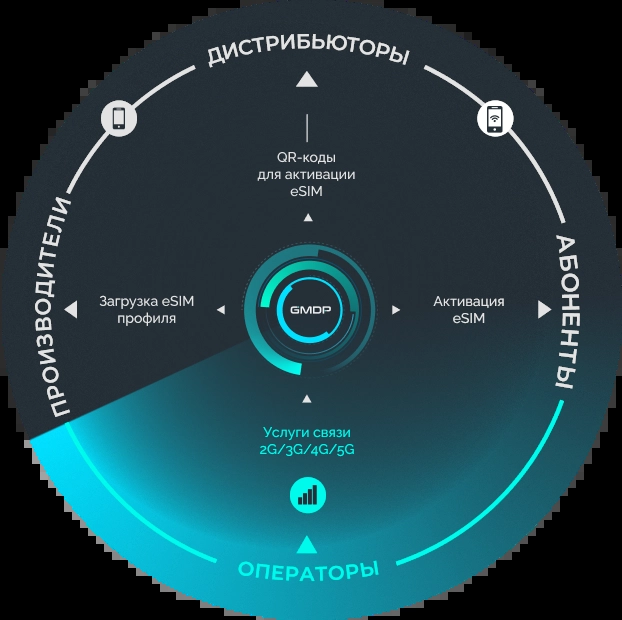 ДИСТРИБЬЮТОРЫ
QR-коды
для активации
eSIM
ПРОИЗВОДИТЕЛИ
Загрузка eSIM
профиля
GMDP
Активация
eSIM
АБОНЕНТЫ
Услуги связи
2G/3G/4G/5G
ОПЕРАТОРЫ